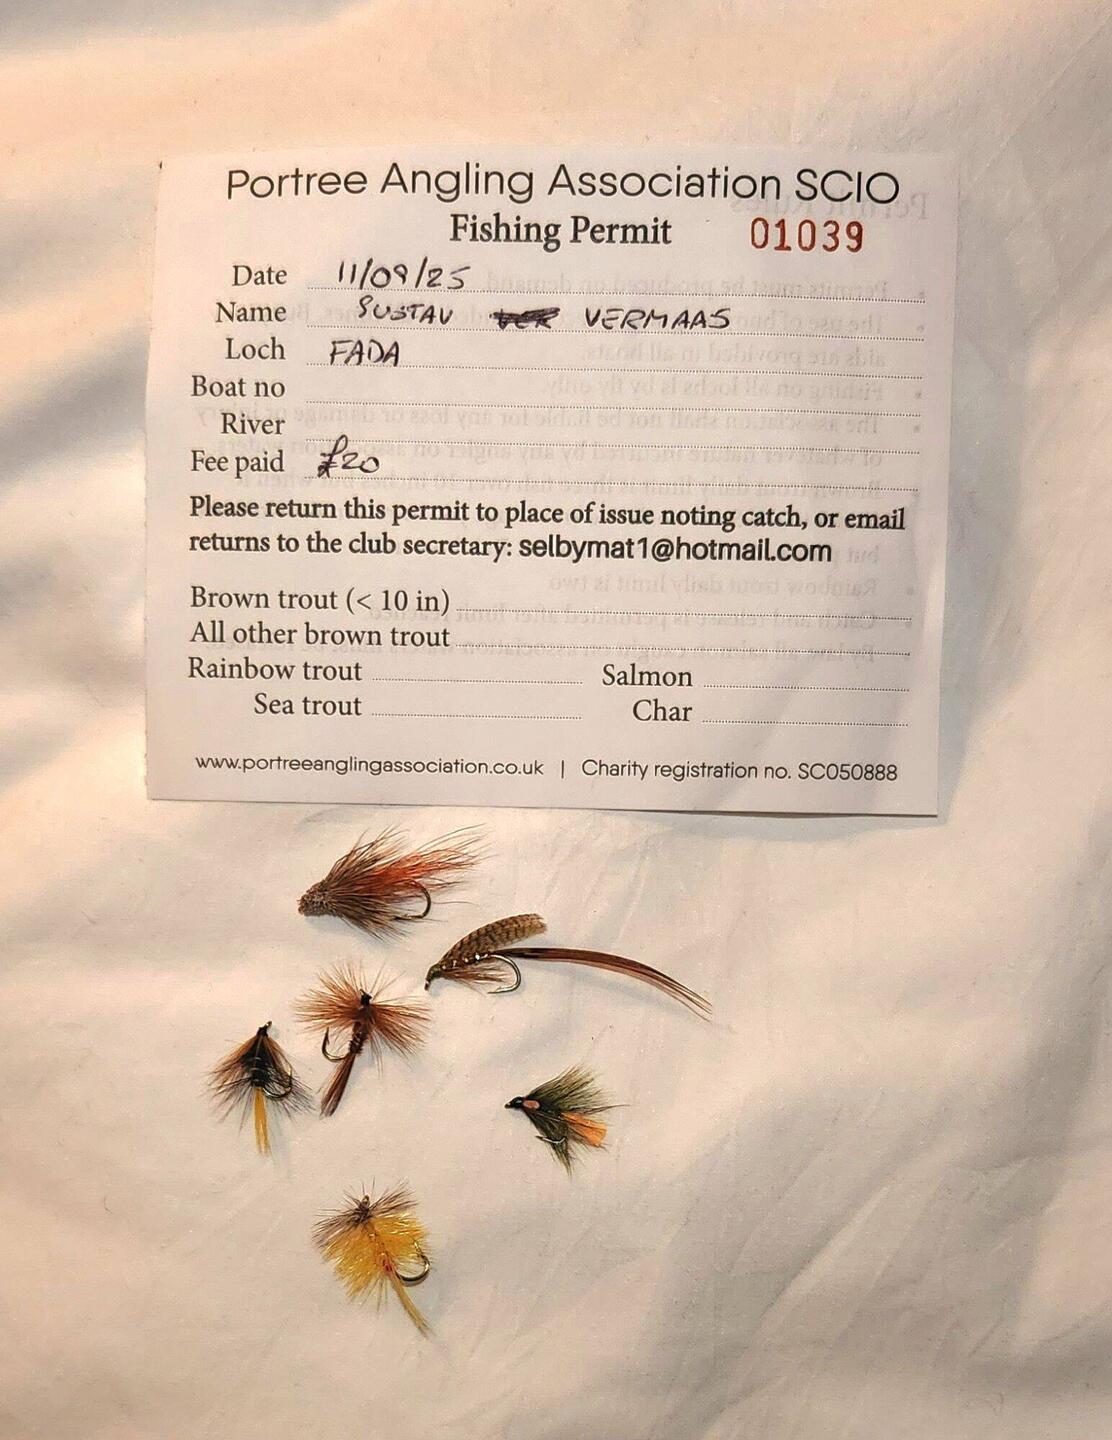 Portree Angling Association SCIO
Fishing Permit 01039
Date 11/09/25
Name GUSTAV VERMAAS
Loch FADA
Boat no
River
Fee paid £20
Please return this permit to place of issue noting catch, or email
returns to the club secretary: selbymat1@hotmail.com
Brown trout (< 10 in)
All other brown trout
Rainbow trout Salmon
Sea trout Char
www.portreeanglingassociation.co.uk | Charity registration no. SC050888